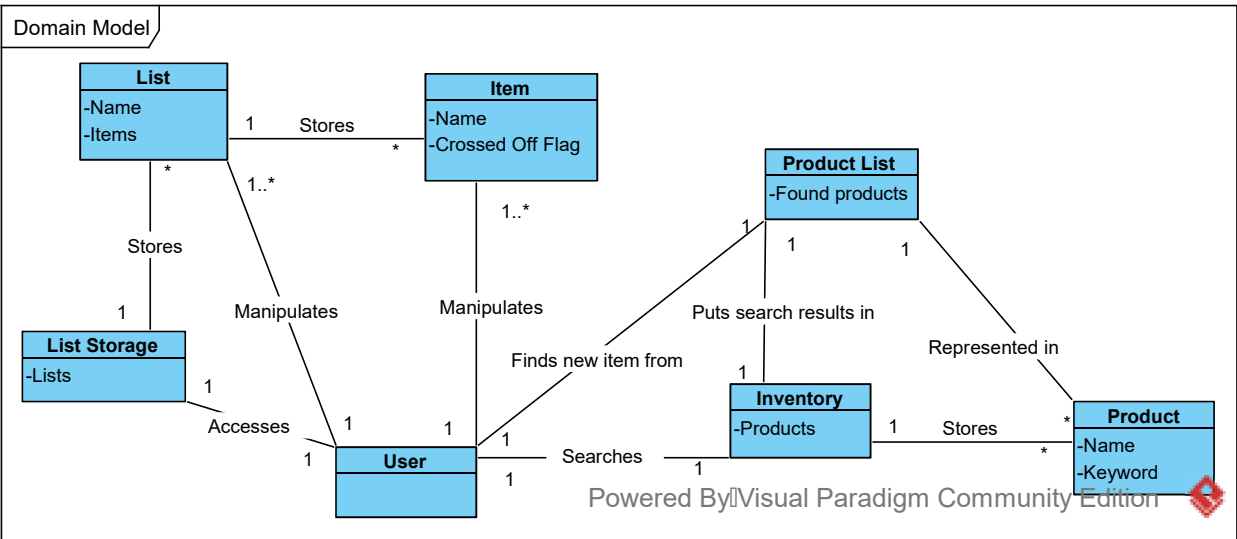 Domain Model
List
-Name
-Items
1
Stores
*
Item
-Name
-Crossed Off Flag
*
1..*
1..*
Product List
-Found products
1
1
1
Stores
1
Manipulates
Manipulates
Puts search results in
Finds new item from
Represented in
List Storage
-Lists
1
Accesses
1
1
1
User
1
1
Searches
1
1
Inventory
-Products
1
Stores
*
*
Product
-Name
-Keyword
Powered By Visual Paradigm Community Edition